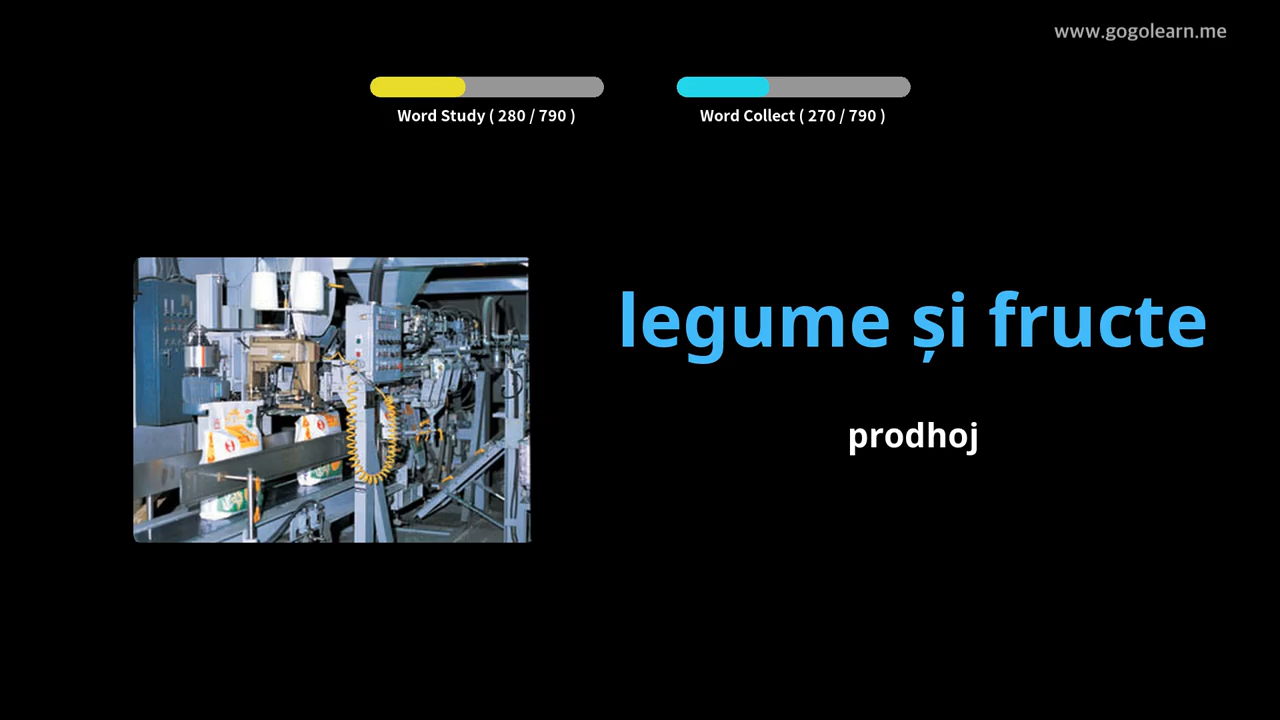 www.gogolearn.me
Word Study ( 280 / 790 )
Word Collect ( 270 / 790 )
legume și fructe
prodhoj